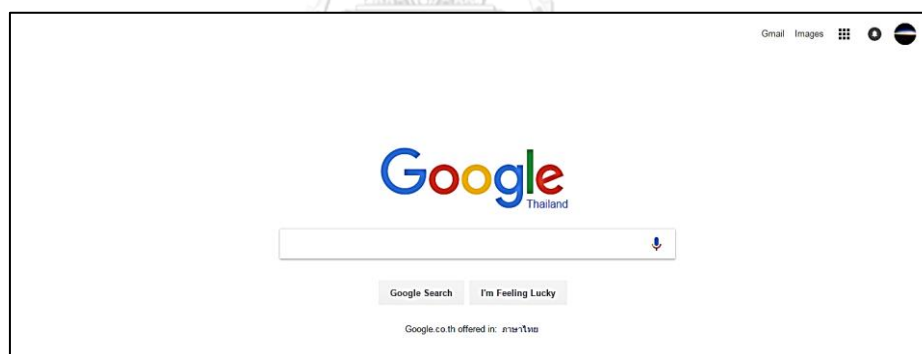 Gmail Images
Google
Thailand
Google Search I'm Feeling Lucky
Google.co.th offered in: ภาษาไทย